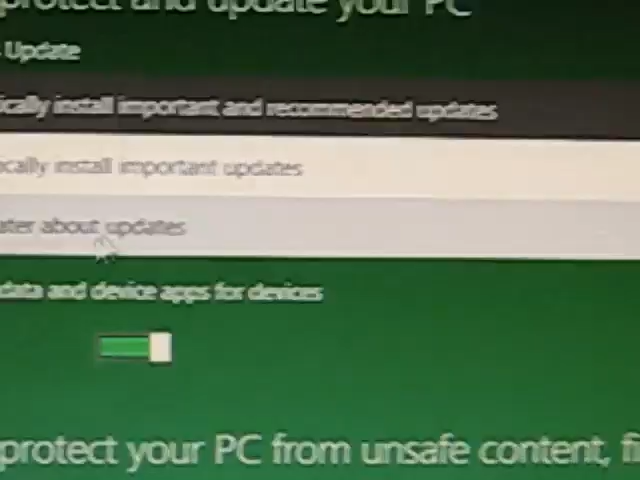 protect and update your PC
Update
ically install important and recommended updates
ically install important updates
ater about updates
data and device apps for devices
protect your PC from unsafe content, fi